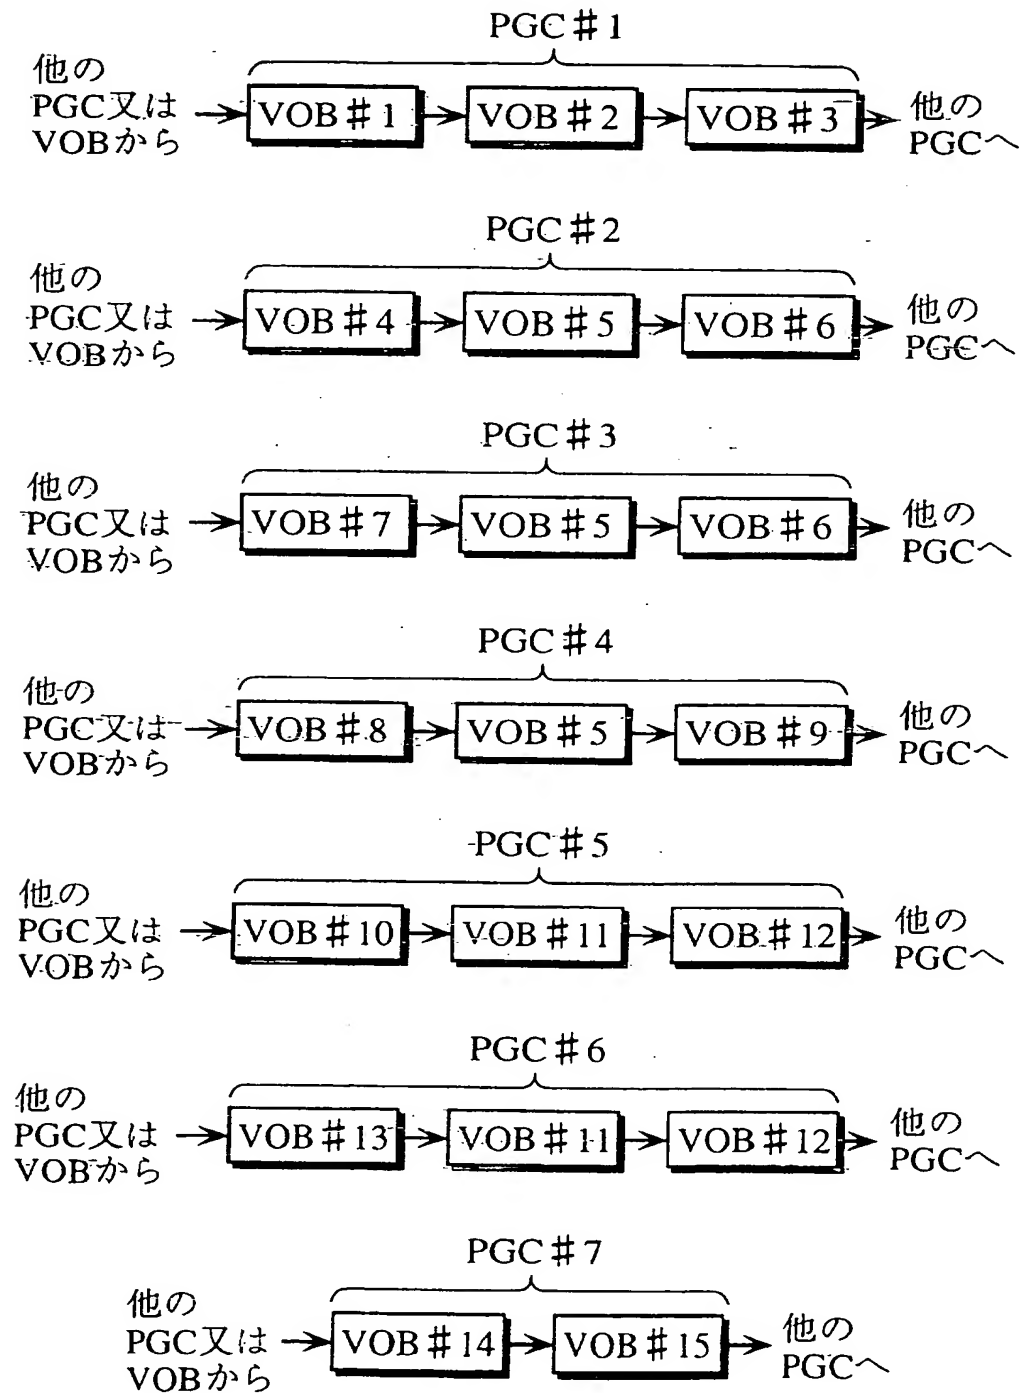 PGC#1
他の
PGC又は
VOBから
VOB#1
VOB#2
VOB#3
他の
PGCへ
PGC#2
他の
PGC又は
VOBから
VOB#4
VOB#5
VOB#6
他の
PGCへ
PGC#3
他の
PGC又は
VOBから
VOB#7
VOB#5
VOB#6
他の
PGCへ
PGC#4
他の
PGC又は
VOBから
VOB#8
VOB#5
VOB#9
他の
PGCへ
PGC#5
他の
PGC又は
VOBから
VOB#10
VOB#11
VOB#12
他の
PGCへ
PGC#6
他の
PGC又は
VOBから
VOB#13
VOB#11
VOB#12
他の
PGCへ
PGC#7
他の
PGC又は
VOBから
VOB#14
VOB#15
他の
PGCへ